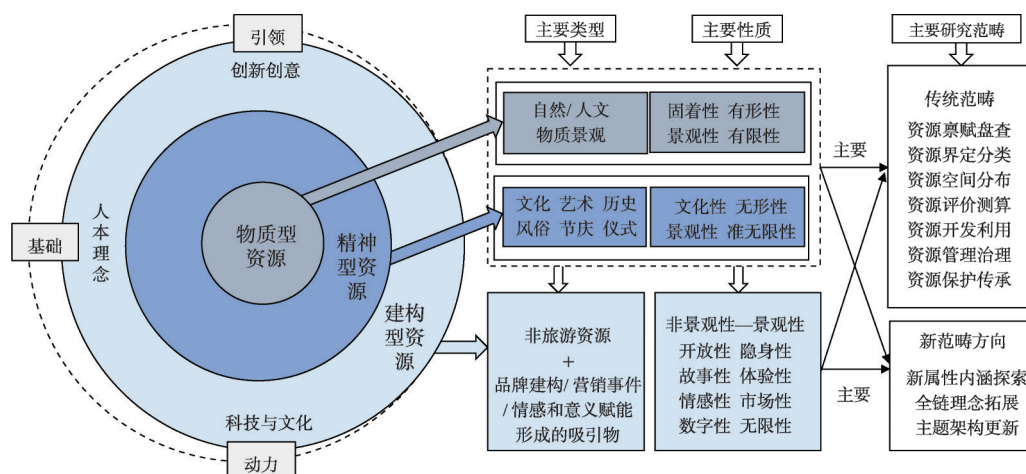 引领
创新创意
人本理念
基础
物质型
资源
精神
型资
源
建构
型资
源
科技与文化
动力
主要类型
主要性质
主要研究范畴
自然/人文
物质景观
固着性 有形性
景观性 有限性
文化 艺术 历史
风俗 节庆 仪式
文化性 无形性
景观性 准无限性
非旅游资源
+
品牌建构/营销事件
/情感和意义赋能
形成的吸引物
非景观性—景观性
开放性 隐身性
故事性 体验性
情感性 市场性
数字性 无限性
主要
主要
传统范畴
资源禀赋盘查
资源界定分类
资源空间分布
资源评价测算
资源开发利用
资源管理治理
资源保护传承
新范畴方向
新属性内涵探索
全链理念拓展
主题架构更新